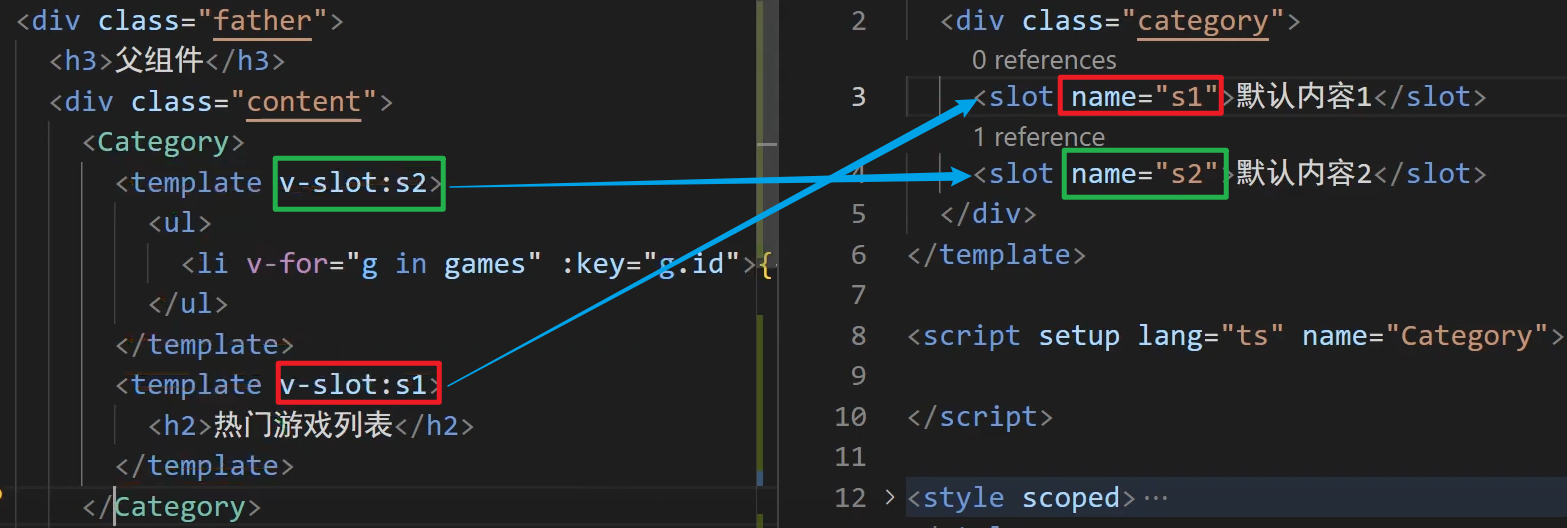 <div class="father">
<h3>父组件</h3>
<div class="content">
<Category>
<template v-slot:s2>
<ul>
<li v-for="g in games" :key="g.id">{
</ul>
</template>
<template v-slot:s1>
<h2>热门游戏列表</h2>
</template>
</Category>
2 <div class="category">
0 references
3 <slot name="s1">默认内容1</slot>
1 reference
4 <slot name="s2">默认内容2</slot>
5 </div>
6 </template>
7
8 <script setup lang="ts" name="Category">
9
10 </script>
11
12 > <style scoped>···